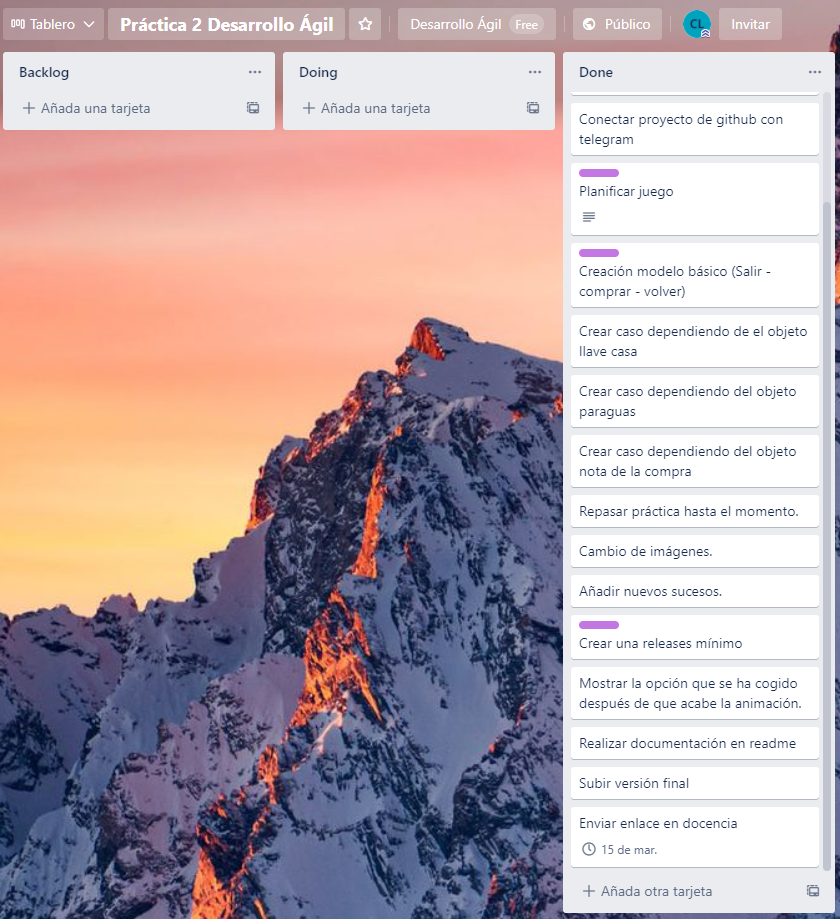 Tablero
Práctica 2 Desarrollo Ágil
Desarrollo Ágil Free
Público
CL
Invitar
Backlog
Añada una tarjeta
Doing
Añada una tarjeta
Done
Conectar proyecto de github con
telegram
Planificar juego
Creación modelo básico (Salir -
comprar - volver)
Crear caso dependiendo de el objeto
llave casa
Crear caso dependiendo del objeto
paraguas
Crear caso dependiendo del objeto
nota de la compra
Repasar práctica hasta el momento.
Cambio de imágenes.
Añadir nuevos sucesos.
Crear una releases mínimo
Mostrar la opción que se ha cogido
después de que acabe la animación.
Realizar documentación en readme
Subir versión final
Enviar enlace en docencia
15 de mar.
Añada otra tarjeta